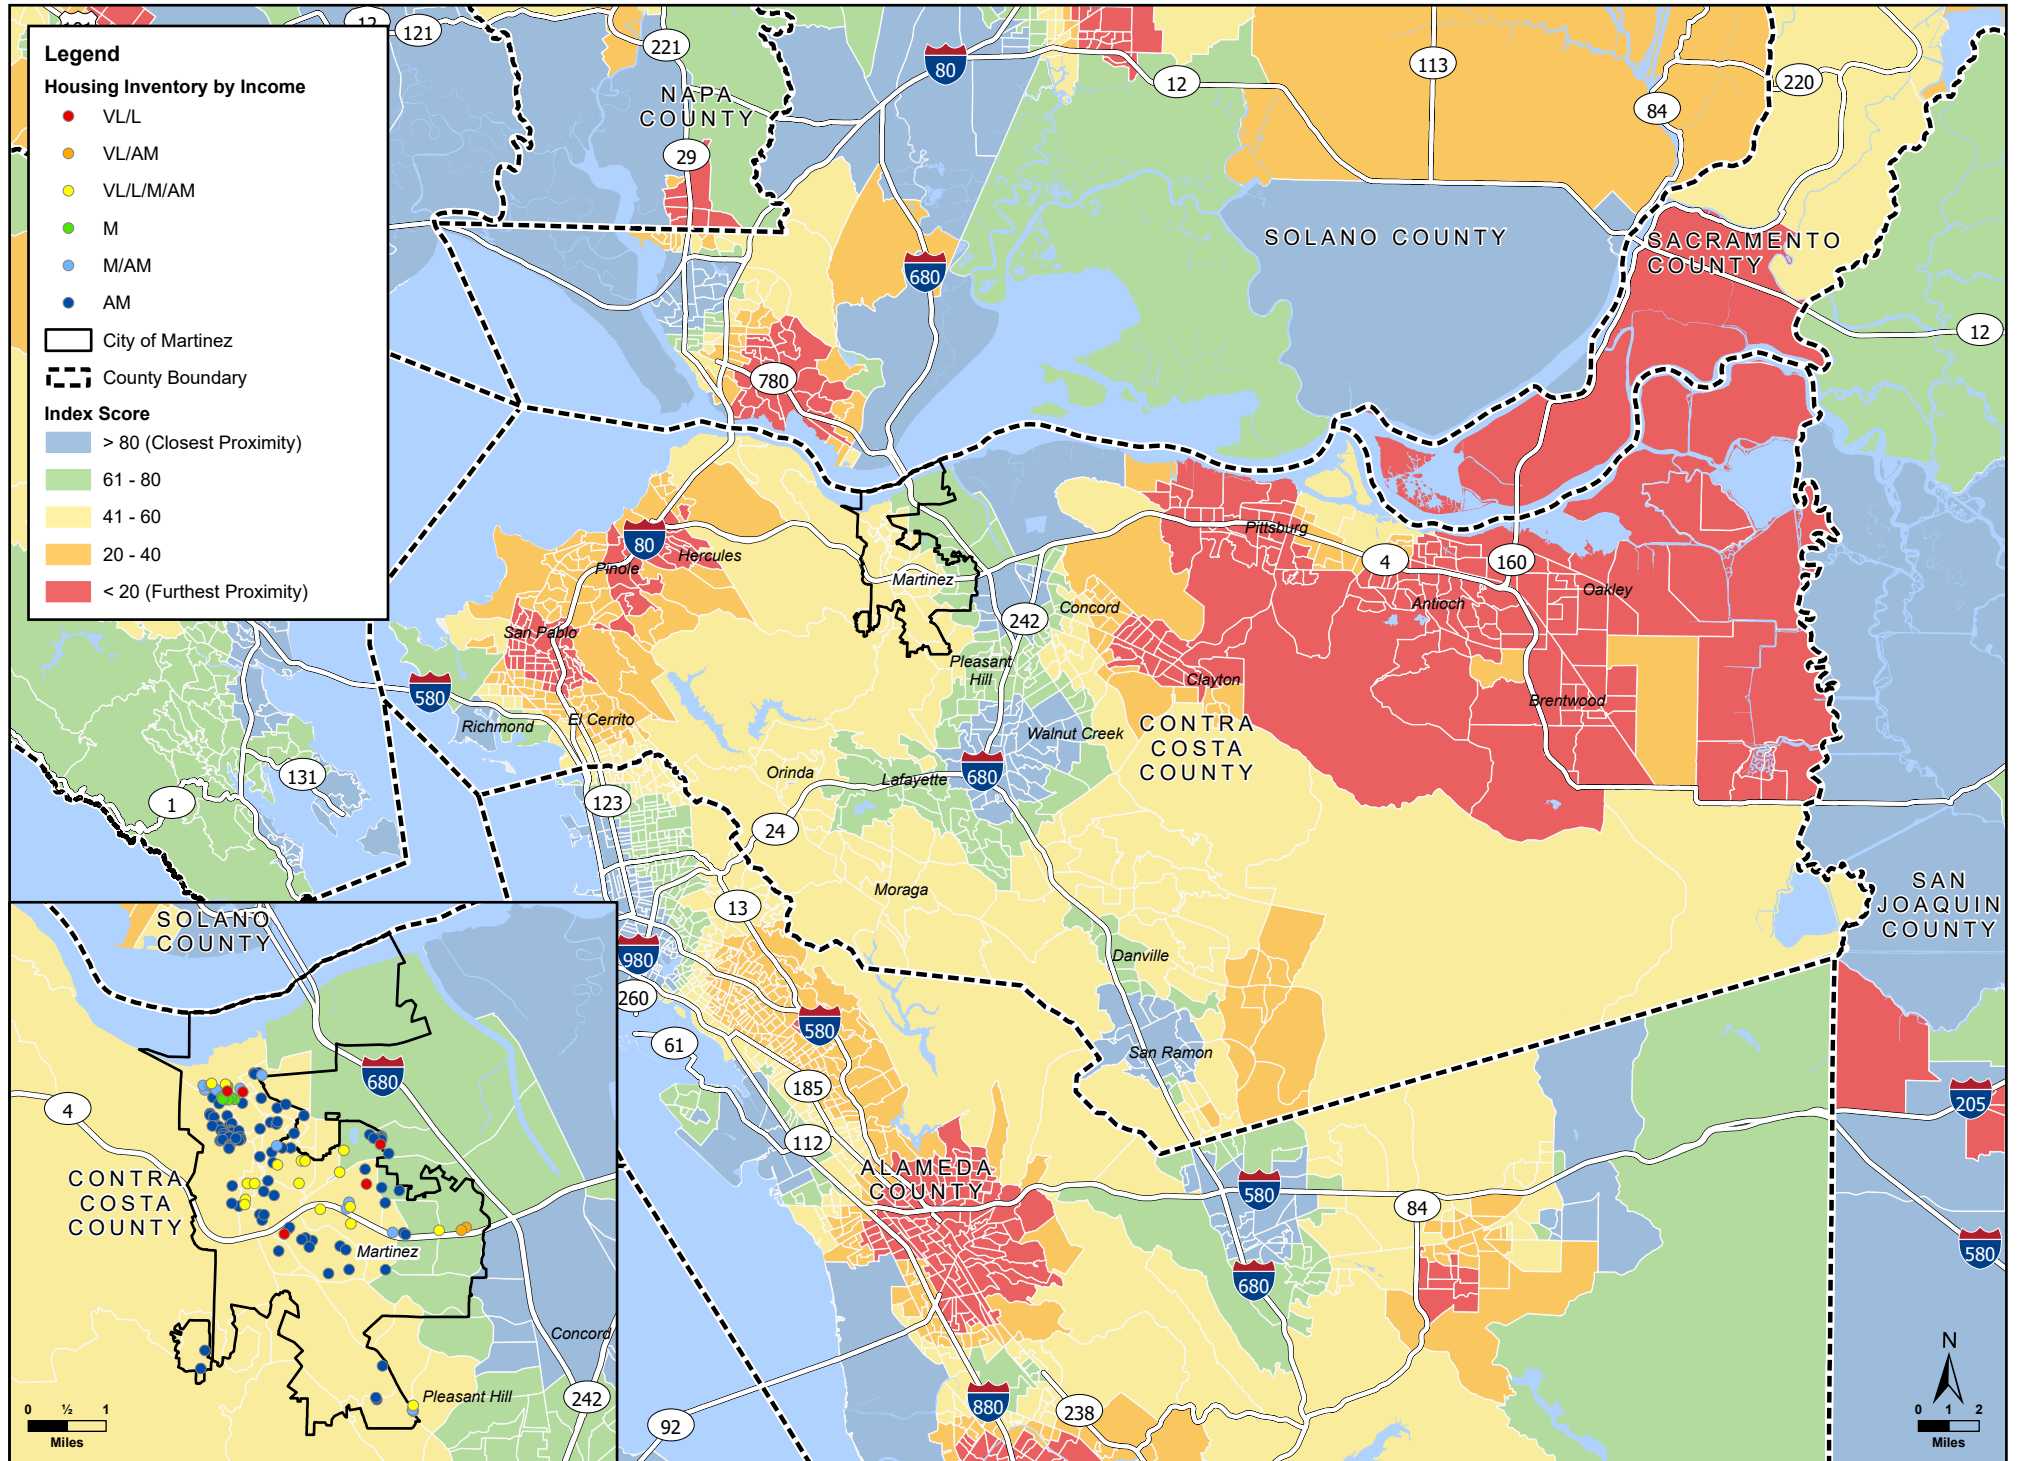 Legend
Housing Inventory by Income
VL/L
VL/AM
VL/L/M/AM
M
M/AM
AM
City of Martinez
County Boundary
Index Score
> 80 (Closest Proximity)
61 - 80
41 - 60
20 - 40
< 20 (Furthest Proximity)
12
121
221
80
12
113
84
220
NAPA
COUNTY
29
SOLANO COUNTY
SACRAMENTO
COUNTY
680
12
780
80
Hercules
Pinole
Martinez
Pittsburg
4
160
Oakley
Antioch
Concord
242
San Pablo
Pleasant
Hill
Clayton
580
Richmond
El Cerrito
Brentwood
Walnut Creek
CONTRA
COSTA
COUNTY
Orinda
Lafayette
680
131
1
123
24
Moraga
13
SAN
JOAQUIN
COUNTY
980
Danville
260
580
61
San Ramon
185
205
112
ALAMEDA
COUNTY
580
84
580
680
880
238
92
N
0 1 2
Miles
SOLANO
COUNTY
680
4
CONTRA
COSTA
COUNTY
Martinez
Concord
Pleasant Hill
242
0 ½ 1
Miles